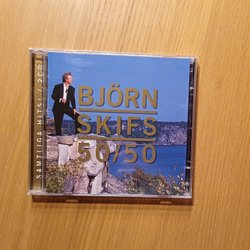 BJÖRN
SKIFS
50/50
SAMTLIGA HITS! / 2CD